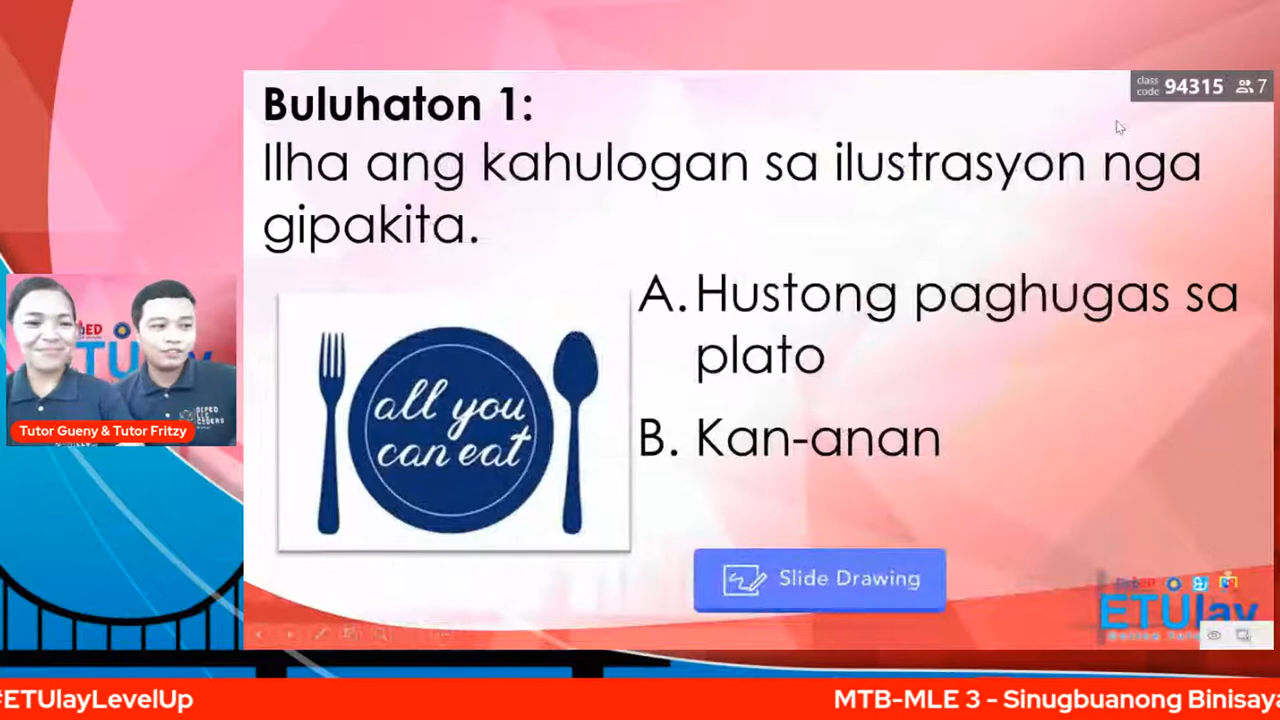 Buluhaton 1:
Ilha ang kahulogan sa ilustrasyon nga
gipakita.
class
code 94315 7
A. Hustong paghugas sa
plato
B. Kan-anan
all you
can eat
Slide Drawing
Tutor Gueny & Tutor Fritzy
ETUlay
#ETUlayLevelUp
MTB-MLE 3 - Sinugbuanong Binisaya